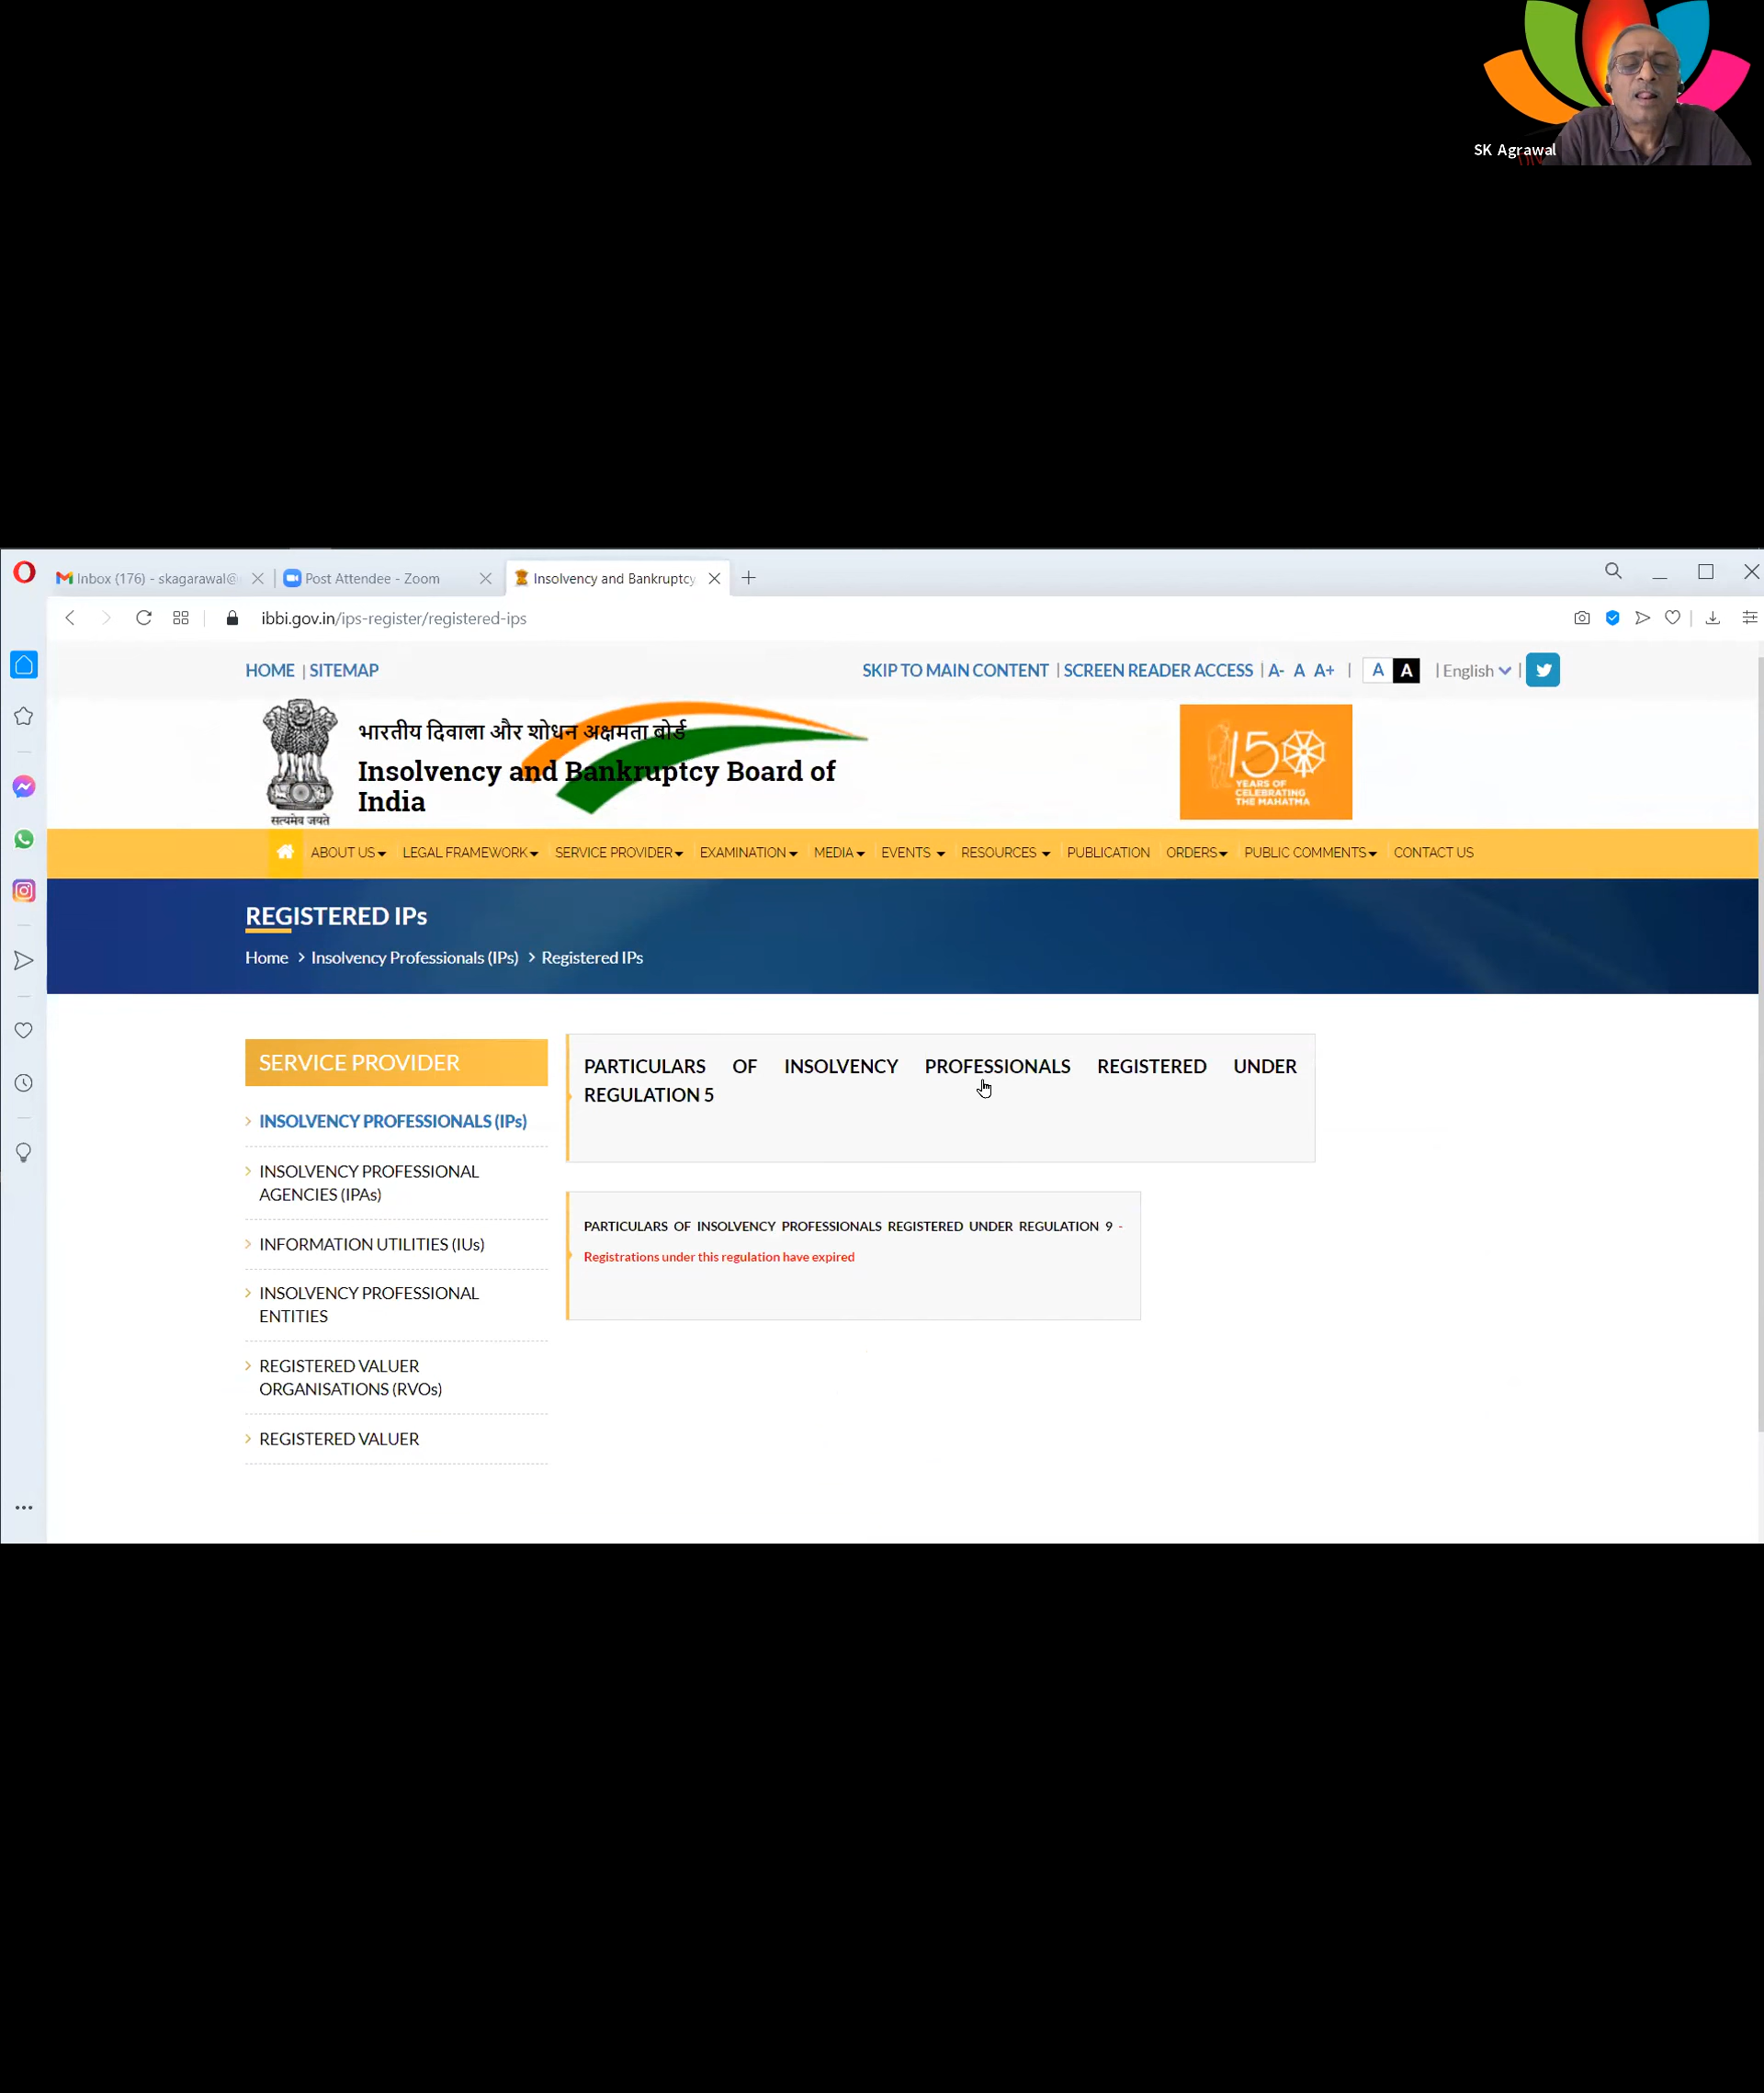 SK Agrawal
Inbox (176) - skagarawal@
Post Attendee - Zoom
Insolvency and Bankruptcy
ibbi.gov.in/ips-register/registered-ips
HOME | SITEMAP
SKIP TO MAIN CONTENT | SCREEN READER ACCESS | A- A A+ | A A | English |
भारतीय दिवाला और शोधन अक्षमता बोर्ड
Insolvency and Bankruptcy Board of
India
सत्यमेव जयते
150
YEARS OF
CELEBRATING
THE MAHATMA
ABOUT US LEGAL FRAMEWORK SERVICE PROVIDER EXAMINATION MEDIA EVENTS RESOURCES PUBLICATION ORDERS PUBLIC COMMENTS CONTACT US
REGISTERED IPs
Home > Insolvency Professionals (IPs) > Registered IPs
SERVICE PROVIDER
INSOLVENCY PROFESSIONALS (IPs)
INSOLVENCY PROFESSIONAL
AGENCIES (IPAs)
INFORMATION UTILITIES (IUs)
INSOLVENCY PROFESSIONAL
ENTITIES
REGISTERED VALUER
ORGANISATIONS (RVOs)
REGISTERED VALUER
PARTICULARS OF INSOLVENCY PROFESSIONALS REGISTERED UNDER
REGULATION 5
PARTICULARS OF INSOLVENCY PROFESSIONALS REGISTERED UNDER REGULATION 9 -
Registrations under this regulation have expired